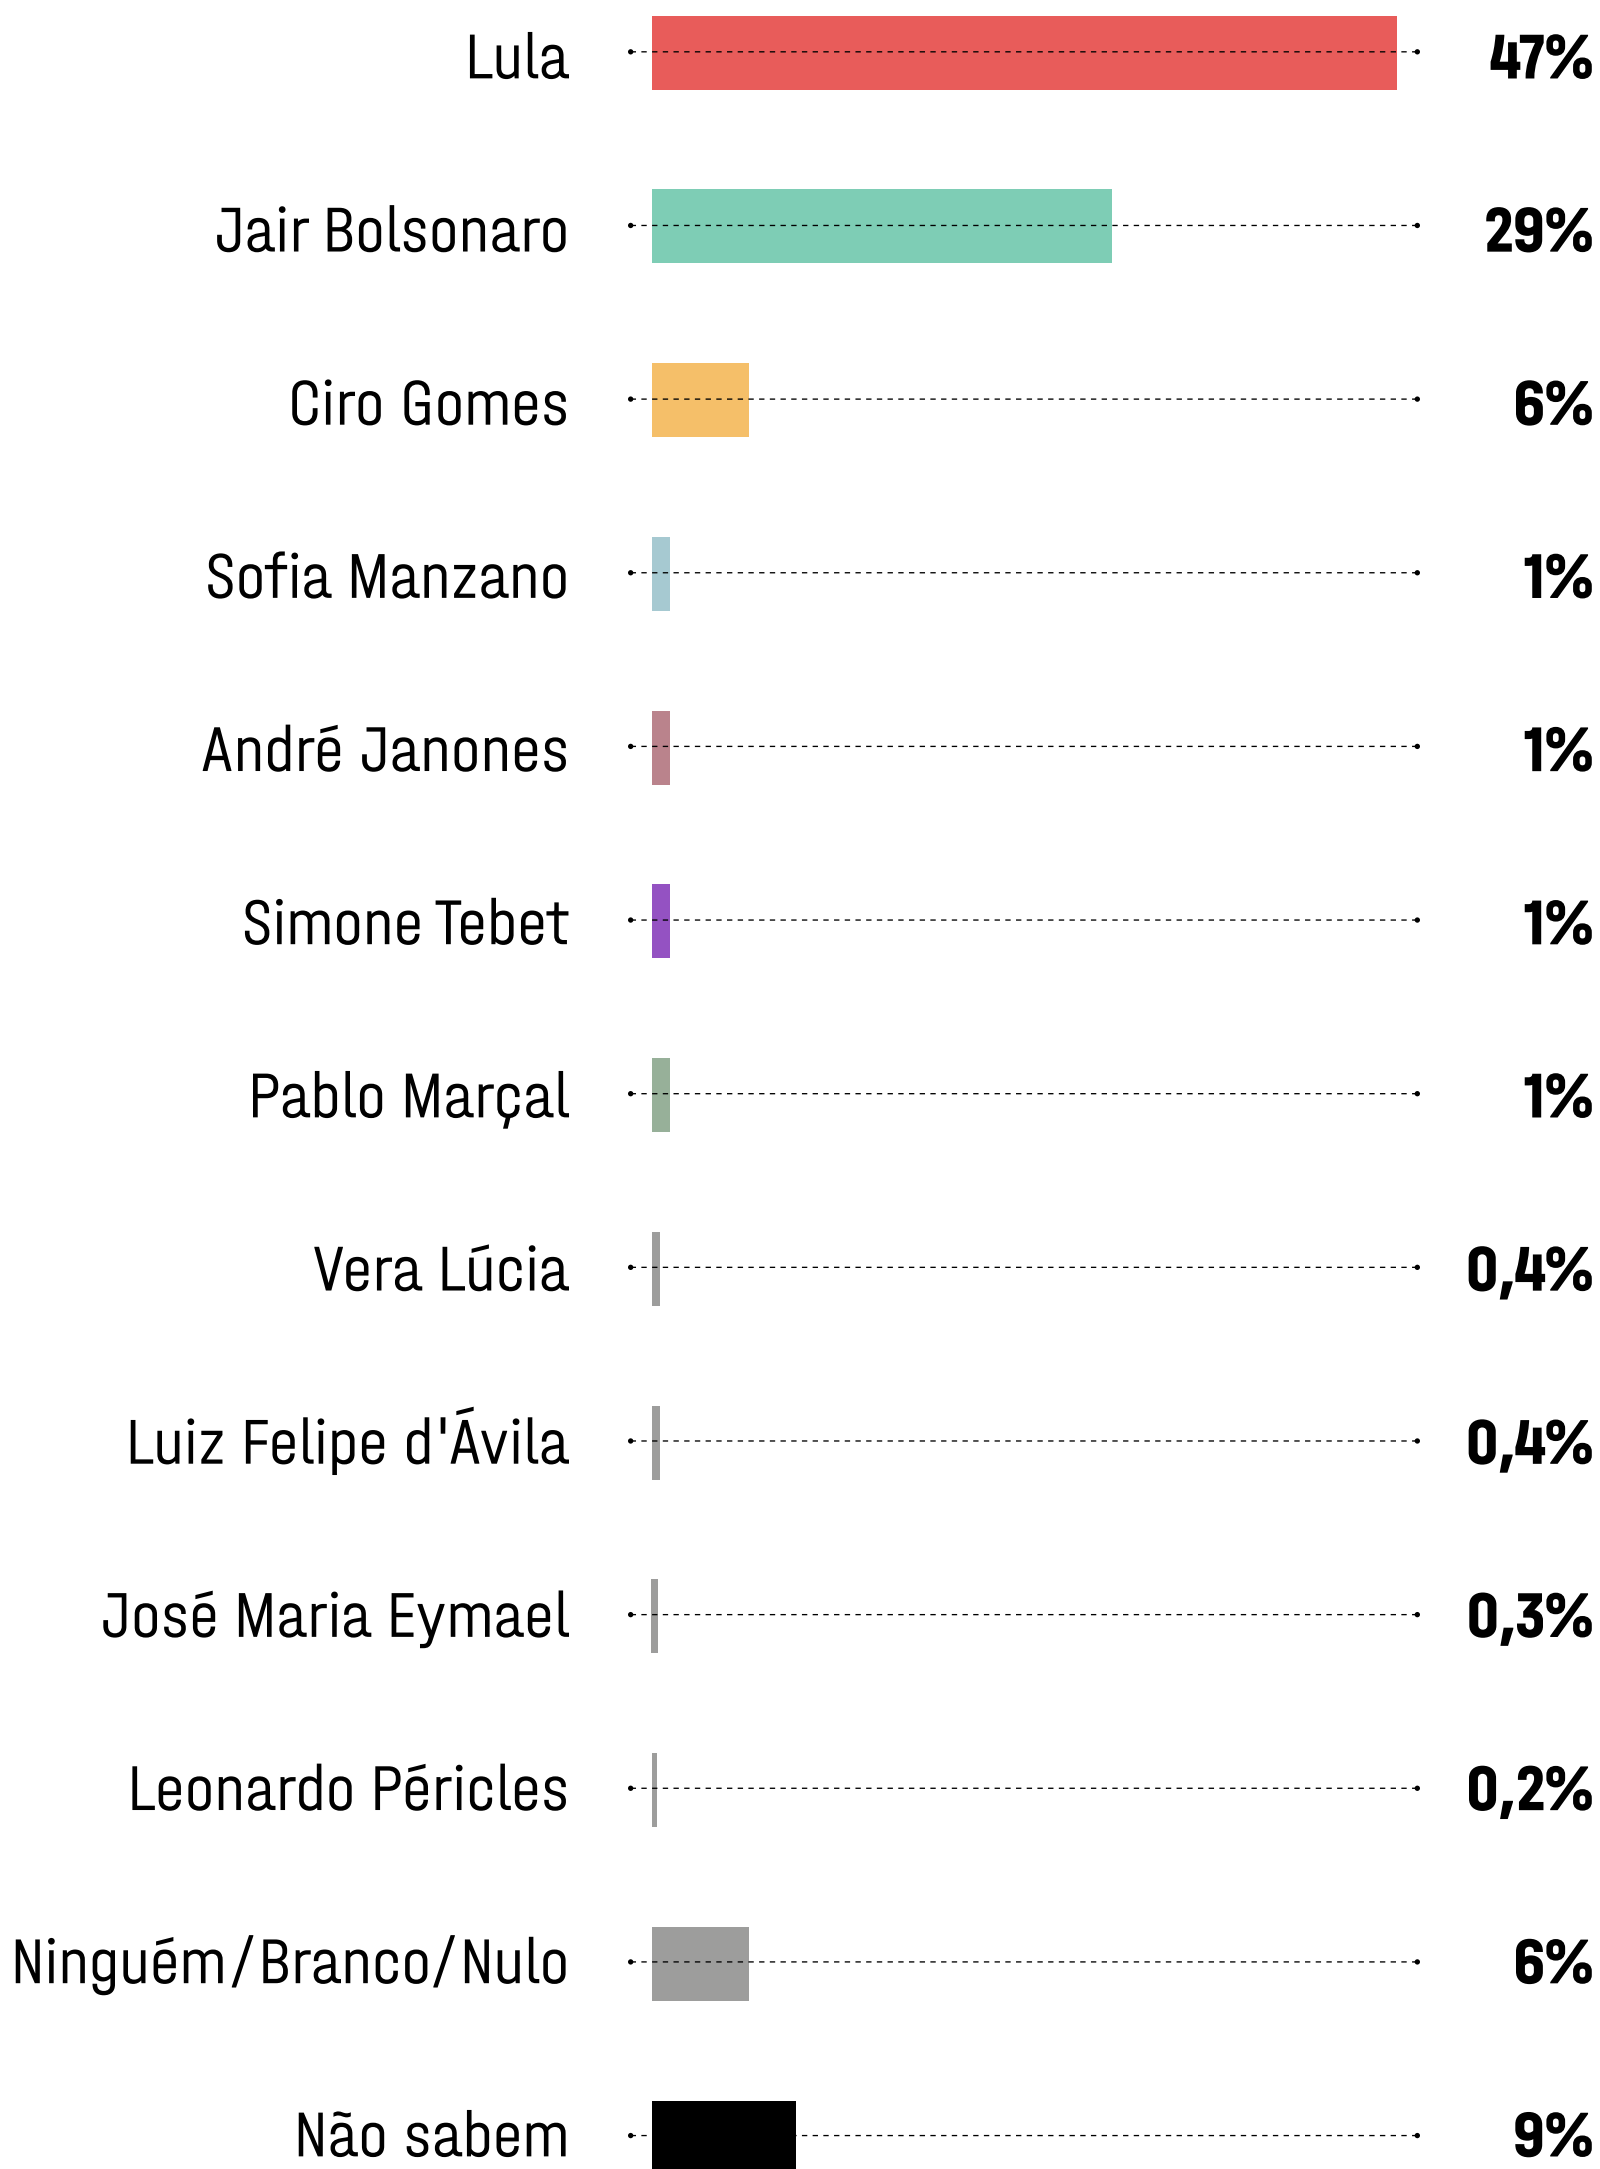 Lula 47%
Jair Bolsonaro 29%
Ciro Gomes 6%
Sofia Manzano 1%
André Janones 1%
Simone Tebet 1%
Pablo Marçal 1%
Vera Lúcia 0,4%
Luiz Felipe d'Ávila 0,4%
José Maria Eymael 0,3%
Leonardo Péricles 0,2%
Ninguém/Branco/Nulo 6%
Não sabem 9%